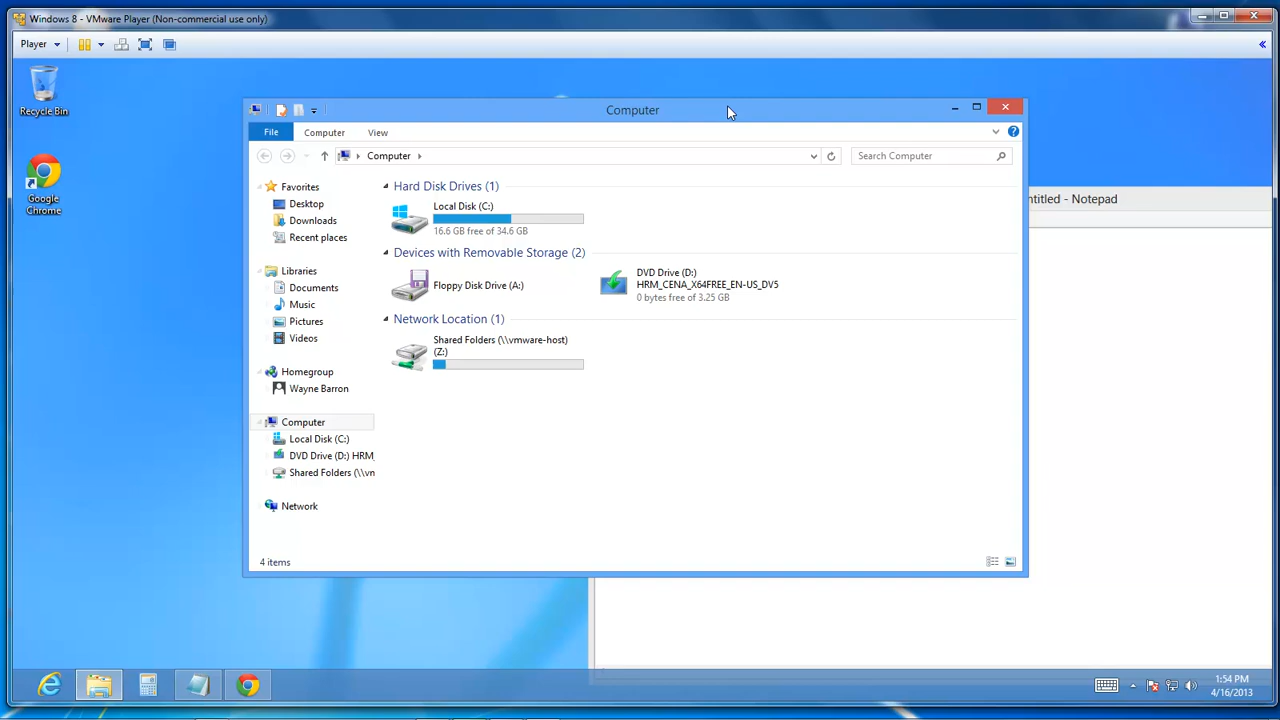 Windows 8 - VMware Player (Non-commercial use only)
Player
Recycle Bin
Google
Chrome
Computer
File
Computer
View
Computer
Search Computer
Favorites
Desktop
Downloads
Recent places
Libraries
Documents
Music
Pictures
Videos
Homegroup
Wayne Barron
Computer
Local Disk (C:)
DVD Drive (D:) HRM_
Shared Folders (\\vn
Network
Hard Disk Drives (1)
Local Disk (C:)
16.6 GB free of 34.6 GB
Devices with Removable Storage (2)
Floppy Disk Drive (A:)
DVD Drive (D:)
HRM_CENA_X64FREE_EN-US_DV5
0 bytes free of 3.25 GB
Network Location (1)
Shared Folders (\\vmware-host)
(Z:)
4 items
ntitled - Notepad
1:54 PM
4/16/2013